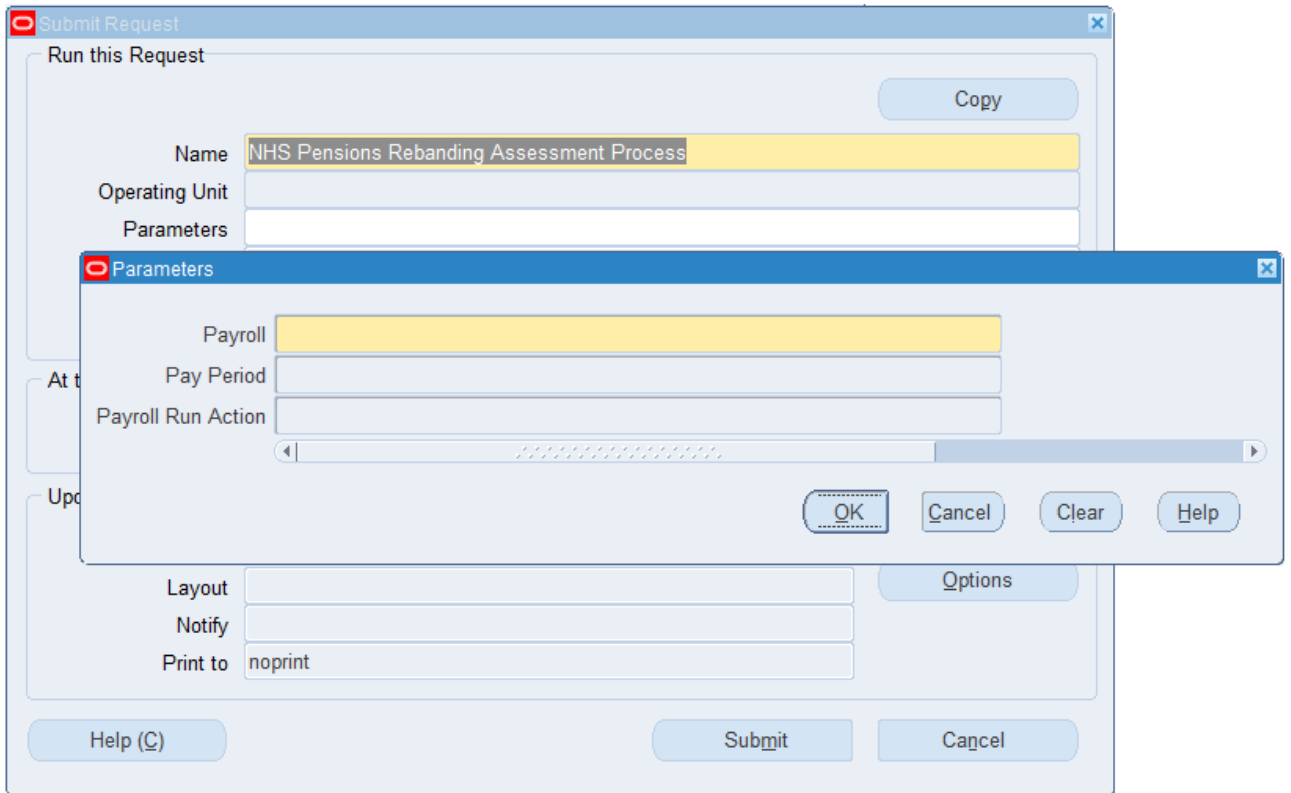 Submit Request
Run this Request
Copy
Name NHS Pensions Rebanding Assessment Process
Operating Unit
Parameters
Parameters
Payroll
Pay Period
Payroll Run Action
At t
OK Cancel Clear Help
Upd
Layout
Options
Notify
Print to noprint
Help (C) Submit Cancel